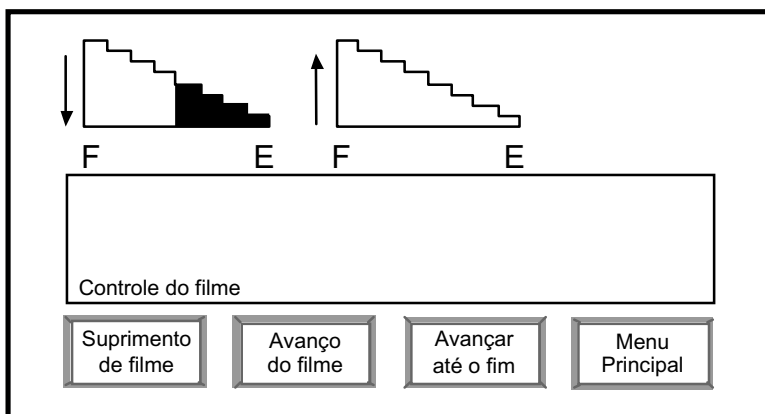 F E F E
Controle do filme
Suprimento
de filme
Avanço
do filme
Avançar
até o fim
Menu
Principal